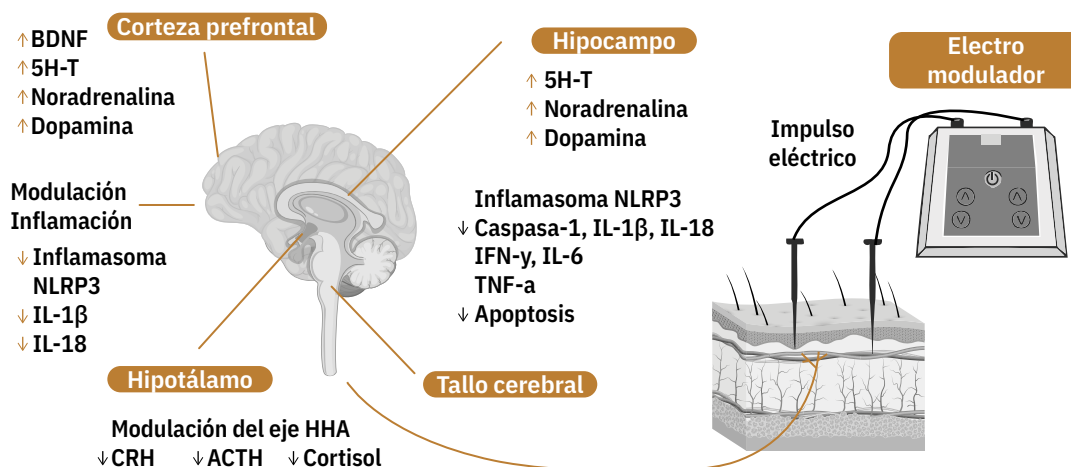 Corteza prefrontal
↑ BDNF
↑ 5H-T
↑ Noradrenalina
↑ Dopamina
Hipocampo
↑ 5H-T
↑ Noradrenalina
↑ Dopamina
Electro
modulador
Impulso
eléctrico
Modulación
Inflamación
↓ Inflamasoma
NLRP3
↓ IL-1β
↓ IL-18
Inflamasoma NLRP3
↓ Caspasa-1, IL-1β, IL-18
IFN-y, IL-6
TNF-a
↓ Apoptosis
Hipotálamo
Tallo cerebral
Modulación del eje HHA
↓ CRH ↓ ACTH ↓ Cortisol